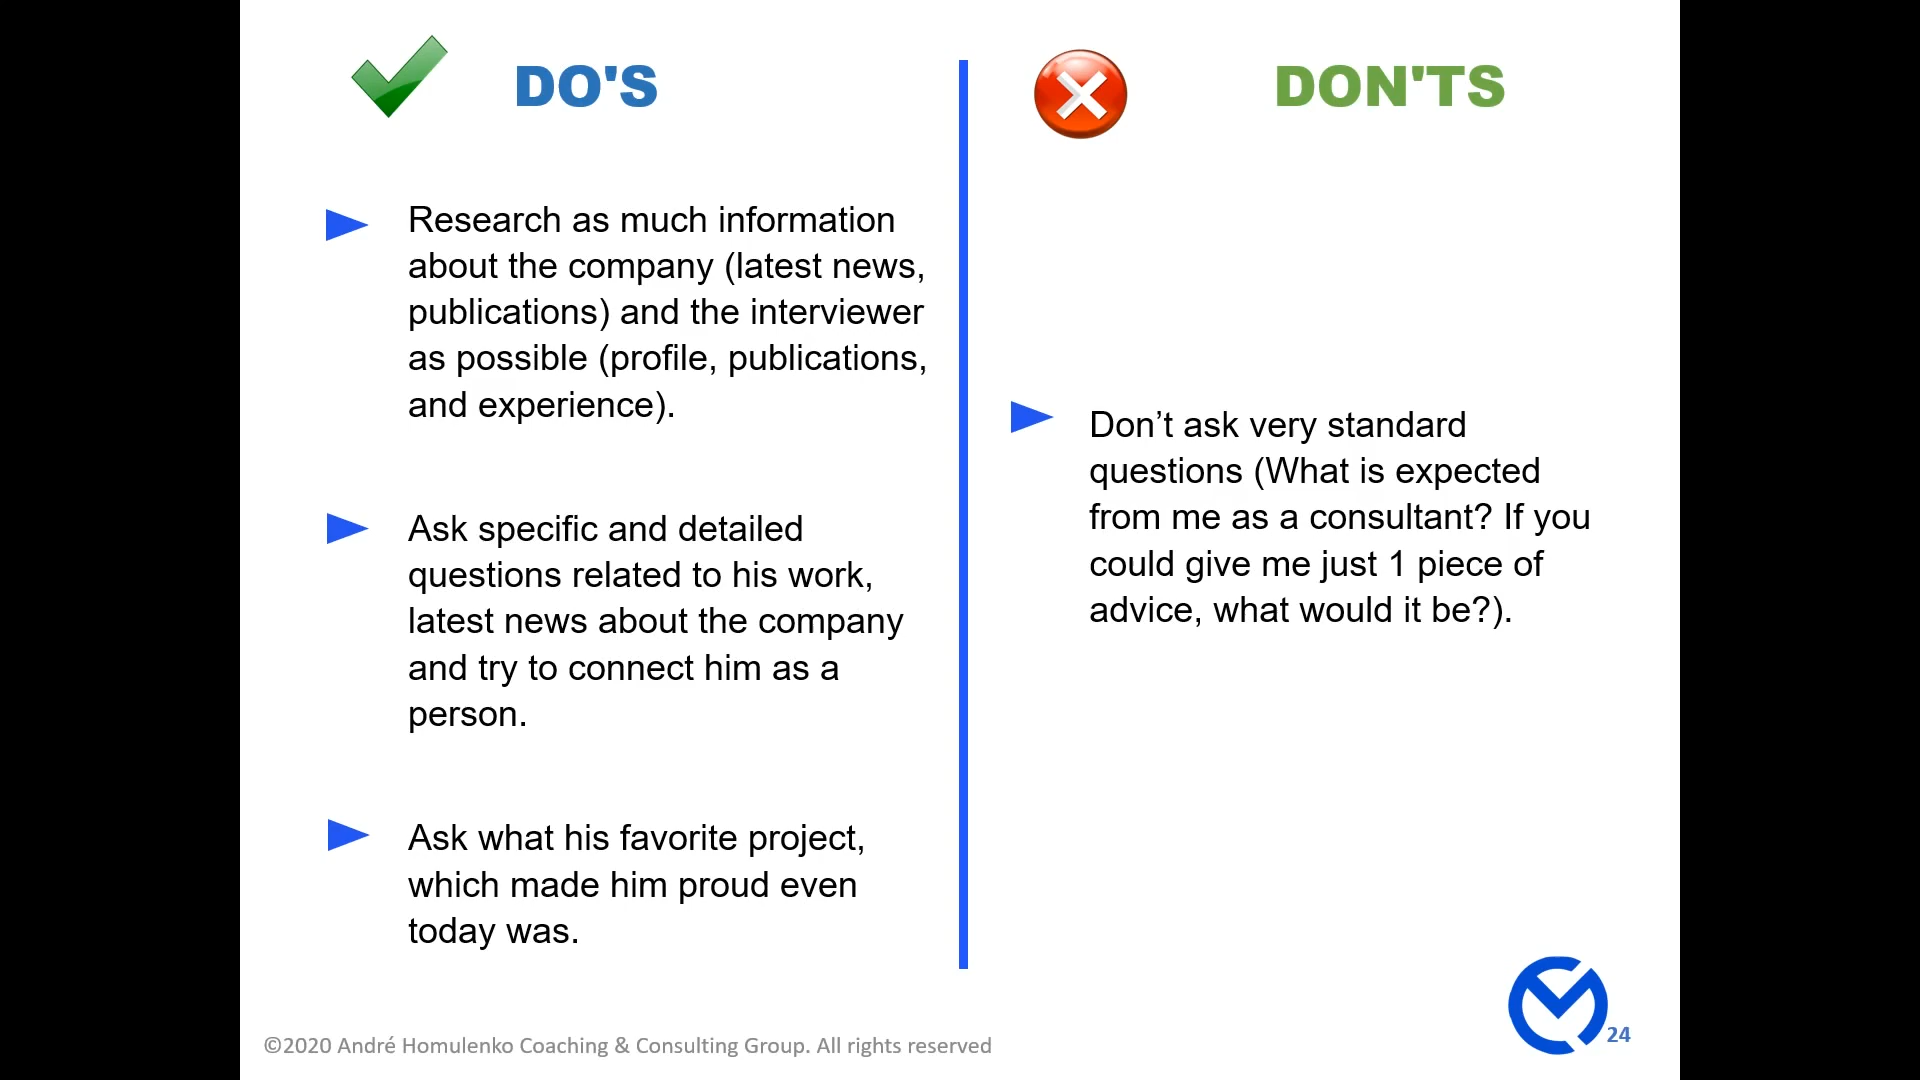 DO'S
Research as much information
about the company (latest news,
publications) and the interviewer
as possible (profile, publications,
and experience).
Ask specific and detailed
questions related to his work,
latest news about the company
and try to connect him as a
person.
Ask what his favorite project,
which made him proud even
today was.
DON'TS
Don’t ask very standard
questions (What is expected
from me as a consultant? If you
could give me just 1 piece of
advice, what would it be?).
©2020 André Homulenko Coaching & Consulting Group. All rights reserved
24